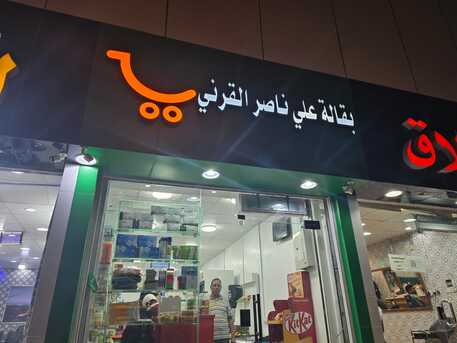 بقالة علي ناصر القرني
KitKat